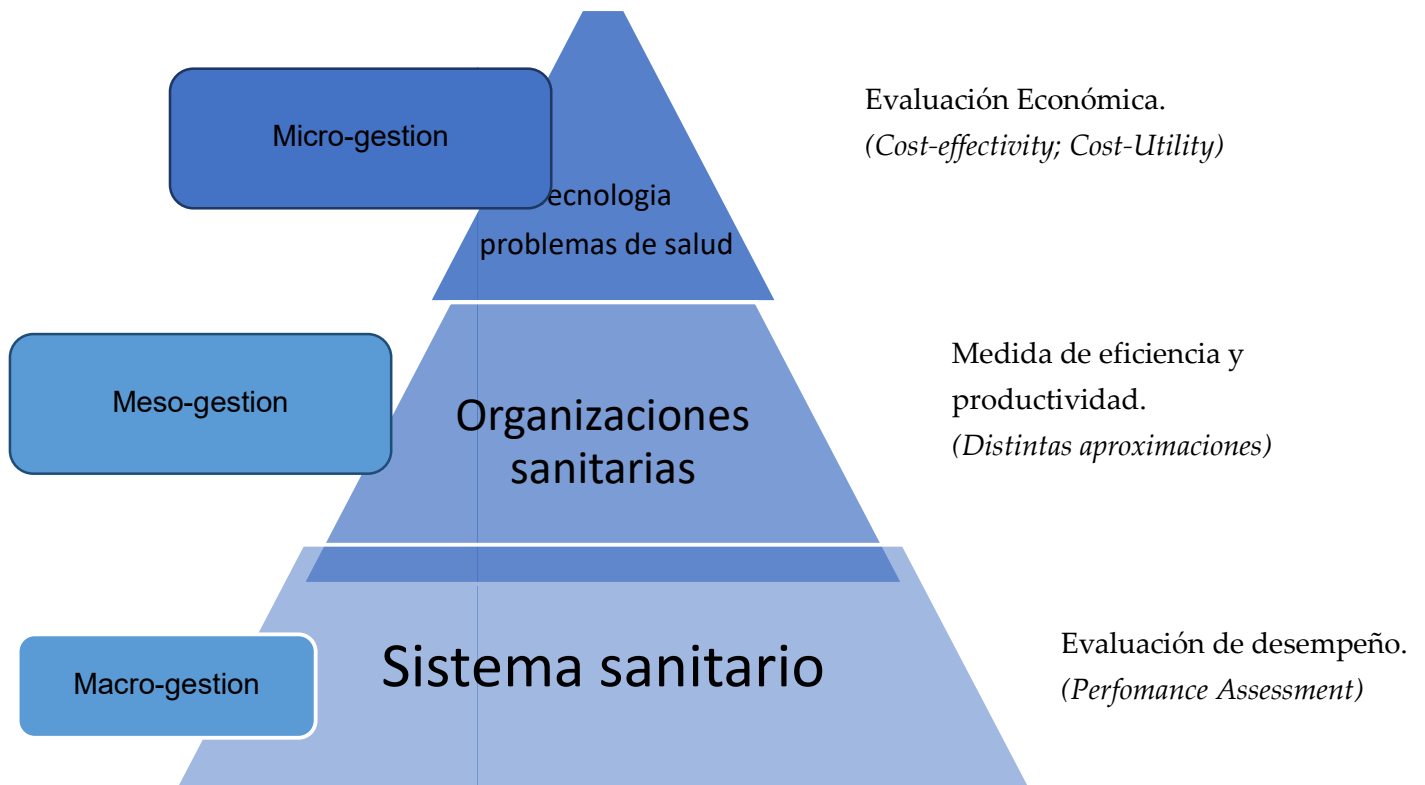 Micro-gestion
Evaluación Económica.
(Cost-effectivity; Cost-Utility)
ecnologia
problemas de salud
Meso-gestion
Organizaciones
sanitarias
Medida de eficiencia y
productividad.
(Distintas aproximaciones)
Macro-gestion
Sistema sanitario
Evaluación de desempeño.
(Perfomance Assessment)